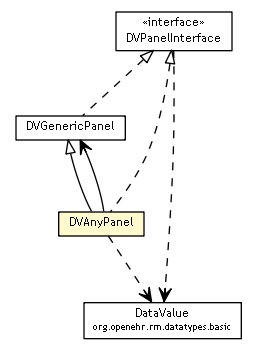 «interface»
DVPanelInterface
DVGenericPanel
DVAnyPanel
DataValue
org.openehr.rm.datatypes.basic